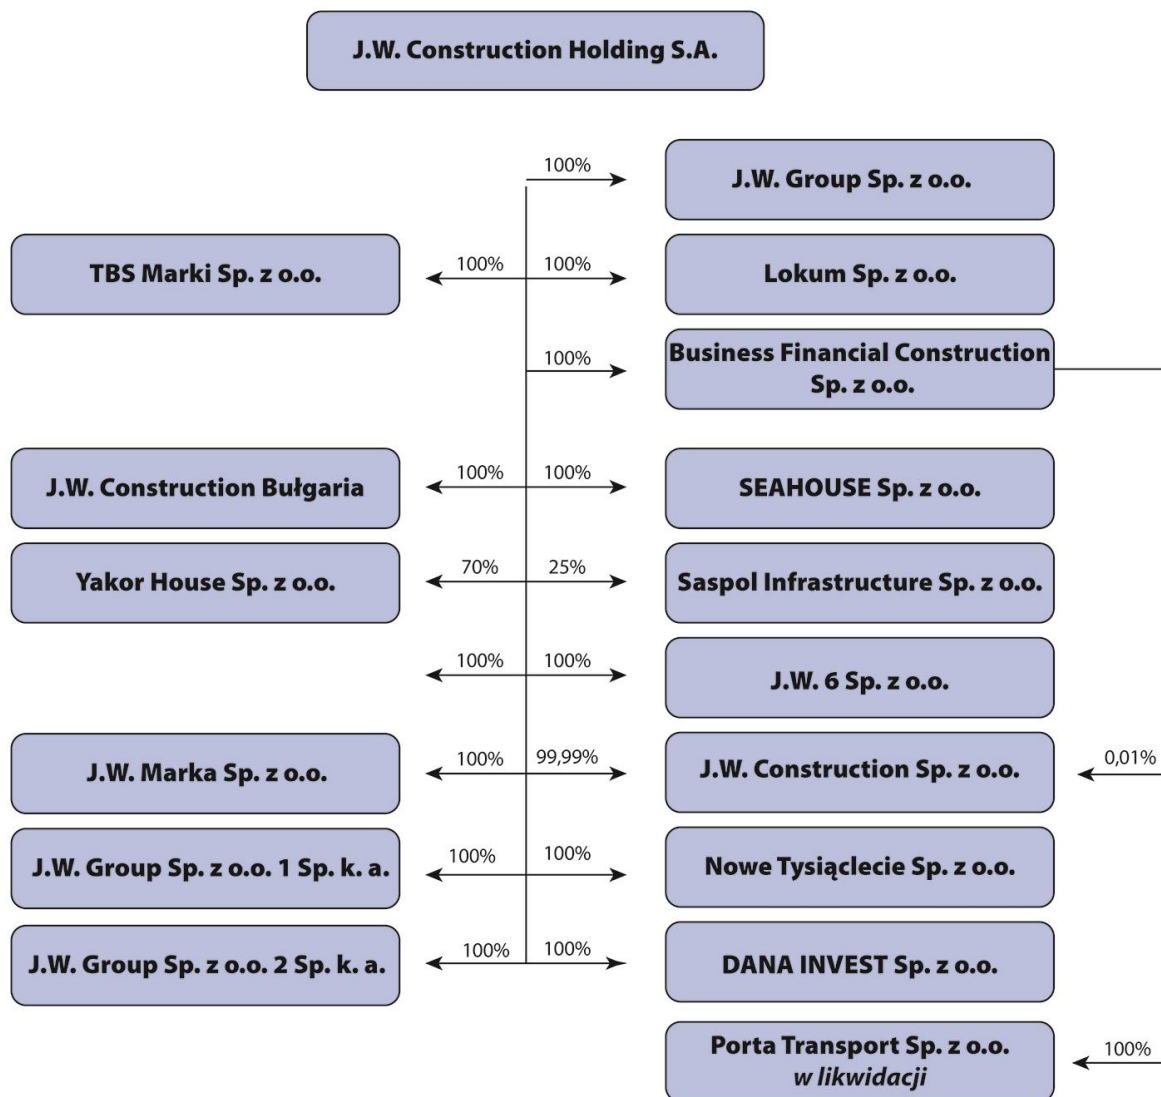 J.W. Construction Holding S.A.
100%
J.W. Group Sp. z o.o.
TBS Marki Sp. z o.o.
100%
100%
Lokum Sp. z o.o.
100%
Business Financial Construction
Sp. z o.o.
J.W. Construction Bułgaria
100%
100%
SEAHOUSE Sp. z o.o.
Yakor House Sp. z o.o.
70%
25%
Saspol Infrastructure Sp. z o.o.
100%
100%
J.W. 6 Sp. z o.o.
J.W. Marka Sp. z o.o.
100%
99,99%
J.W. Construction Sp. z o.o.
0,01%
J.W. Group Sp. z o.o. 1 Sp. k. a.
100%
100%
Nowe Tysiąclecie Sp. z o.o.
J.W. Group Sp. z o.o. 2 Sp. k. a.
100%
100%
DANA INVEST Sp. z o.o.
Porta Transport Sp. z o.o.
w likwidacji
100%